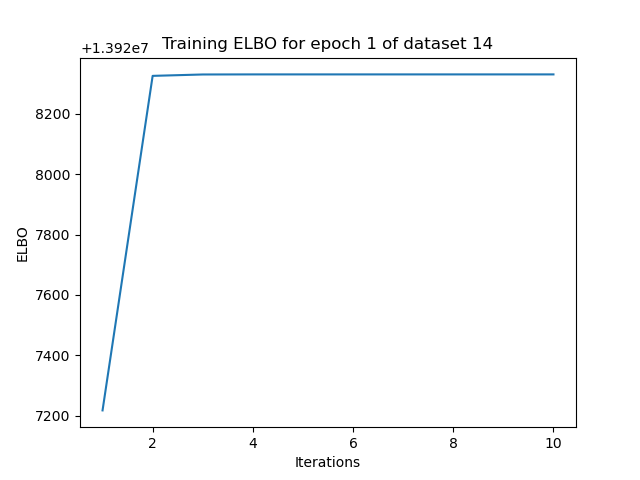 Training ELBO for epoch 1 of dataset 14
+1.392e7
8200
8000
7800
7600
7400
7200
ELBO
2 4 6 8 10
Iterations